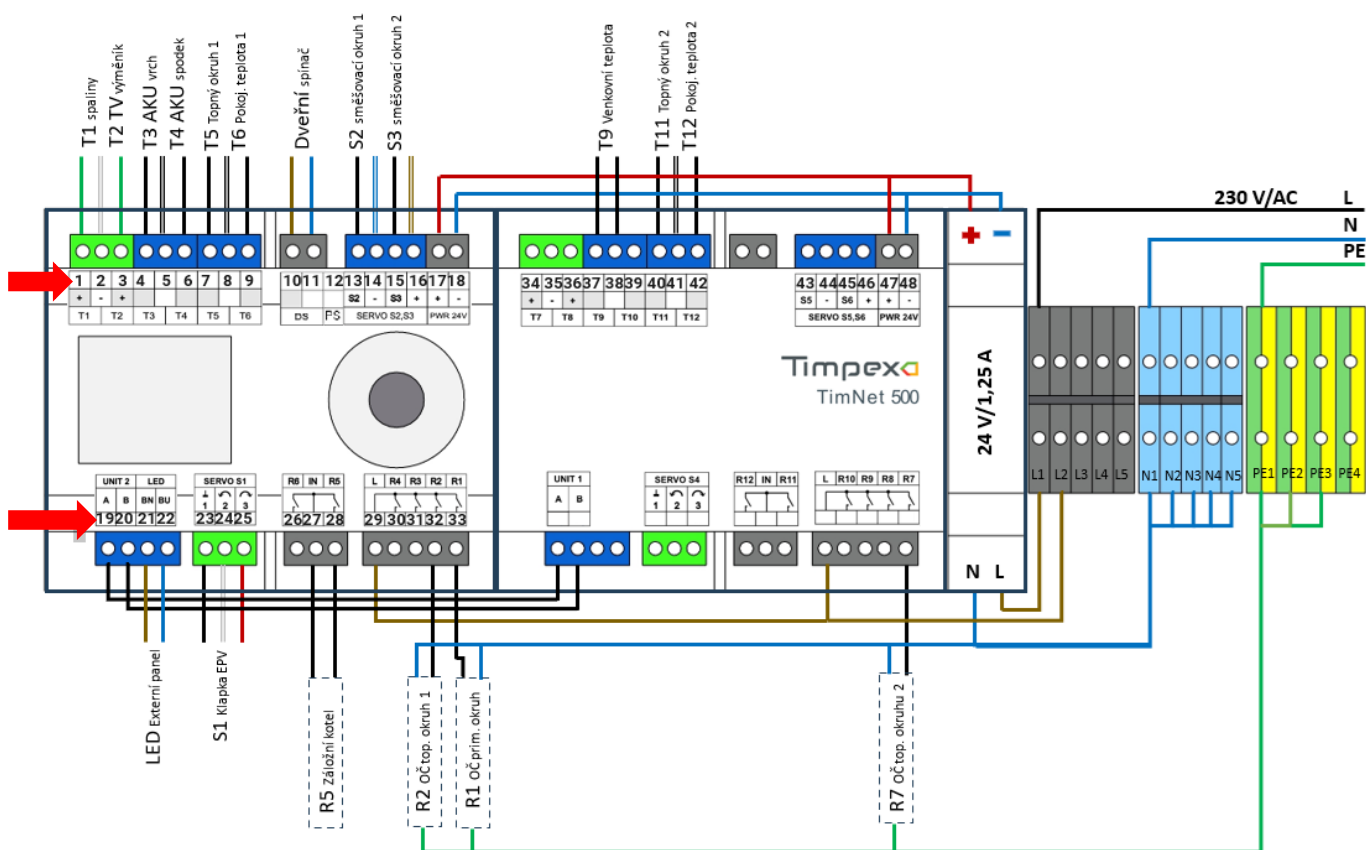 T1 spaliny
T2 TV výměník
T3 AKU vrch
T4 AKU spodek
T5 Topný okruh 1
T6 Pokoj. teplota 1
Dveřní spinač
S2 směšovací okruh 1
S3 směšovací okruh 2
T9 Venkovní teplota
T11 Topný okruh 2
T12 Pokoj. teplota 2
230 V/AC L
N
PE
+ −
1 2 3 4 5 6 7 8 9
+ - +
T1 T2 T3 T4 T5 T6
10 11 12 13 14 15 16 17 18
S2 - S3 + + -
DS PS SERVO S2,S3 PWR 24V
34 35 36 37 38 39 40 41 42
+ - +
T7 T8 T9 T10 T11 T12
43 44 45 46 47 48
S5 - S6 + + -
SERVO S5,S6 PWR 24V
Timpex
TimNet 500
24 V/1,25 A
L1 L2 L3 L4 L5
N1 N2 N3 N4 N5
PE1 PE2 PE3 PE4
UNIT 2 LED
A B BN BU
19 20 21 22
SERVO S1
1 2 3
23 24 25
R6 IN R5
26 27 28
L R4 R3 R2 R1
29 30 31 32 33
UNIT 1
A B
SERVO S4
1 2 3
R12 IN R11
L R10 R9 R8 R7
N L
LED Externí panel
S1 Klapka EPV
R5 Záložní kotel
R2 OČ top. okruh 1
R1 OČ prim. okruh
R7 OČ top. okruhu 2